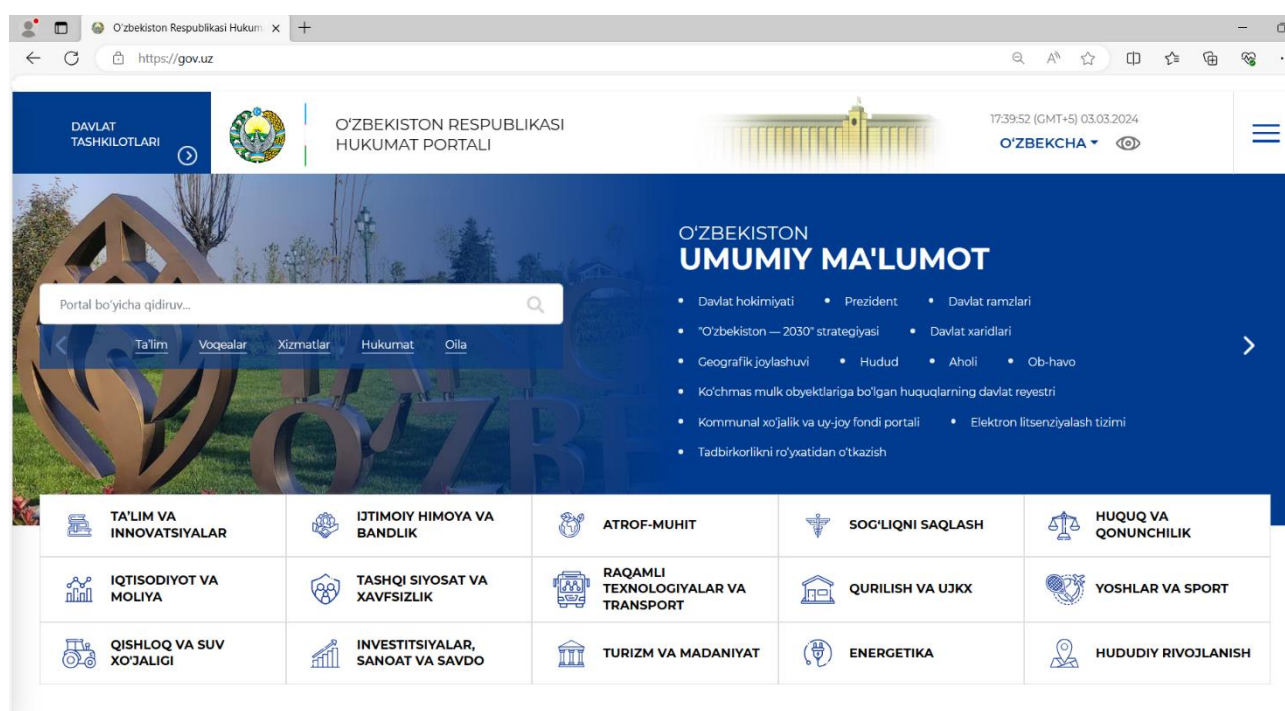 O'zbekiston Respublikasi Hukum
https://gov.uz
DAVLAT
TASHKILOTLARI
O'ZBEKISTON RESPUBLIKASI
HUKUMAT PORTALI
17:39:52 (GMT+5) 03.03.2024
O'ZBEKCHA
O'ZBEKISTON
UMUMIY MA'LUMOT
Portal bo'yicha qidiruv...
Ta'lim Voqealar Xizmatlar Hukumat Oila
• Davlat hokimiyati • Prezident • Davlat ramzlari
• "O'zbekiston — 2030" strategiyasi • Davlat xaridlari
• Geografik joylashuvi • Hudud • Aholi • Ob-havo
• Ko'chmas mulk obyektlariga bo'lgan huquqlarning davlat reyestri
• Kommunal xo'jalik va uy-joy fondi portali • Elektron litsenziyalash tizimi
• Tadbirkorlikni ro'yxatidan o'tkazish
YANGI
O'ZBE
TA'LIM VA
INNOVATSIYALAR
IJTIMOIY HIMOYA VA
BANDLIK
ATROF-MUHIT
SOG'LIQNI SAQLASH
HUQUQ VA
QONUNCHILIK
IQTISODIYOT VA
MOLIYA
TASHQI SIYOSAT VA
XAVFSIZLIK
RAQAMLI
TEXNOLOGIYALAR VA
TRANSPORT
QURILISH VA UJKX
YOSHLAR VA SPORT
QISHLOQ VA SUV
XO'JALIGI
INVESTITSIYALAR,
SANOAT VA SAVDO
TURIZM VA MADANIYAT
ENERGETIKA
HUDUDIY RIVOJLANISH